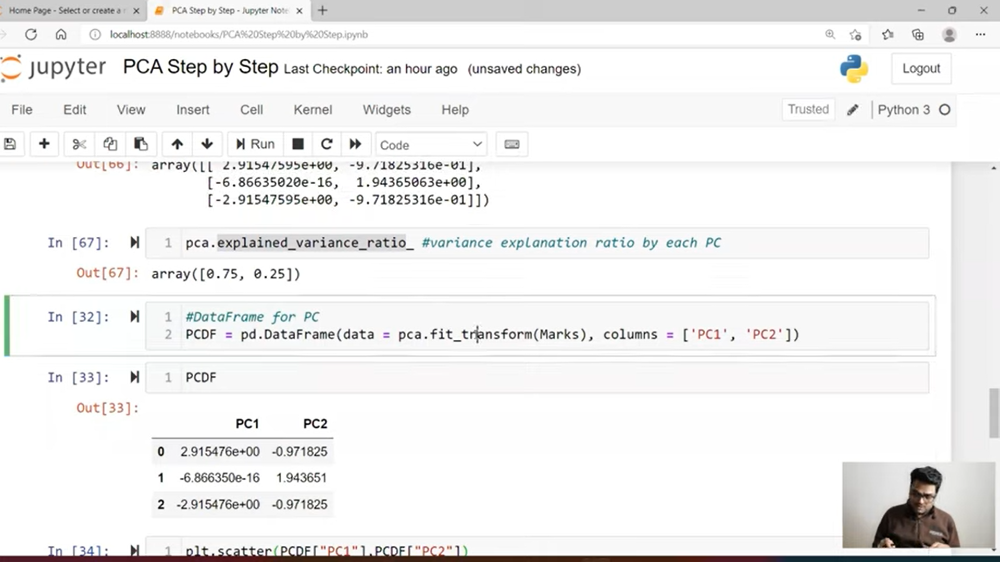 Home Page - Select or create a
PCA Step by Step - Jupyter Note
localhost:8888/notebooks/PCA%20Step%20by%20Step.ipynb
jupyter PCA Step by Step Last Checkpoint: an hour ago (unsaved changes)
Logout
File Edit View Insert Cell Kernel Widgets Help
Trusted
Python 3
Run
Code
Out[66]: array([[ 2.91547595e+00, -9.71825316e-01],
[-6.86635020e-16, 1.94365063e+00],
[-2.91547595e+00, -9.71825316e-01]])
In [67]: 1 pca.explained_variance_ratio_ #variance explanation ratio by each PC
Out[67]: array([0.75, 0.25])
In [32]: 1 #DataFrame for PC
2 PCDF = pd.DataFrame(data = pca.fit_transform(Marks), columns = ['PC1', 'PC2'])
In [33]: 1 PCDF
Out[33]:
PC1 PC2
0 2.915476e+00 -0.971825
1 -6.866350e-16 1.943651
2 -2.915476e+00 -0.971825
In [34]: 1 plt.scatter(PCDF["PC1"],PCDF["PC2"])